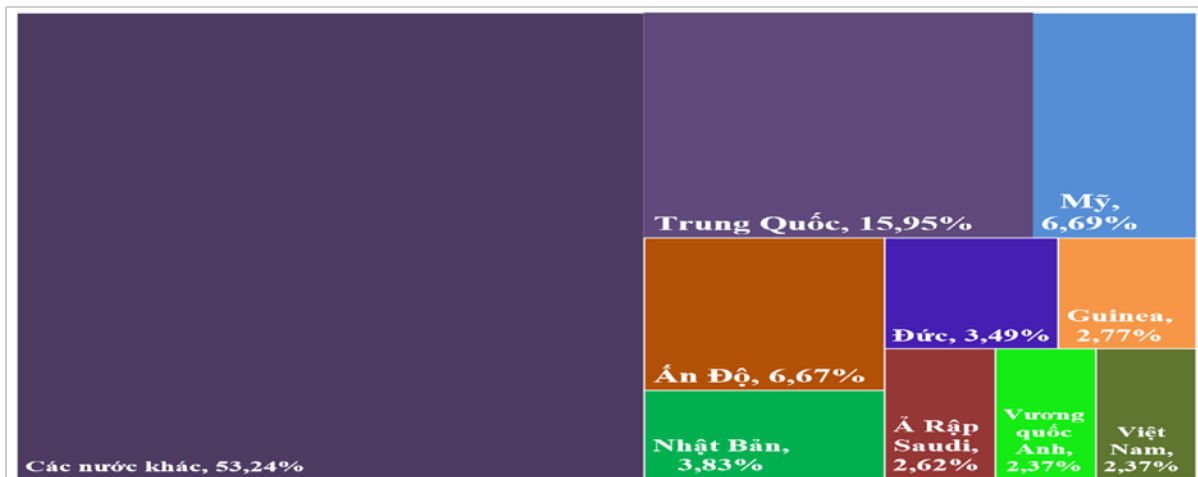 Các nước khác, 53,24%
Trung Quốc, 15,95%
Mỹ,
6,69%
Ấn Độ, 6,67%
Nhật Bản,
3,83%
Đức, 3,49%
Guinea,
2,77%
Ả Rập
Saudi,
2,62%
Vương
quốc
Anh,
2,37%
Việt
Nam,
2,37%